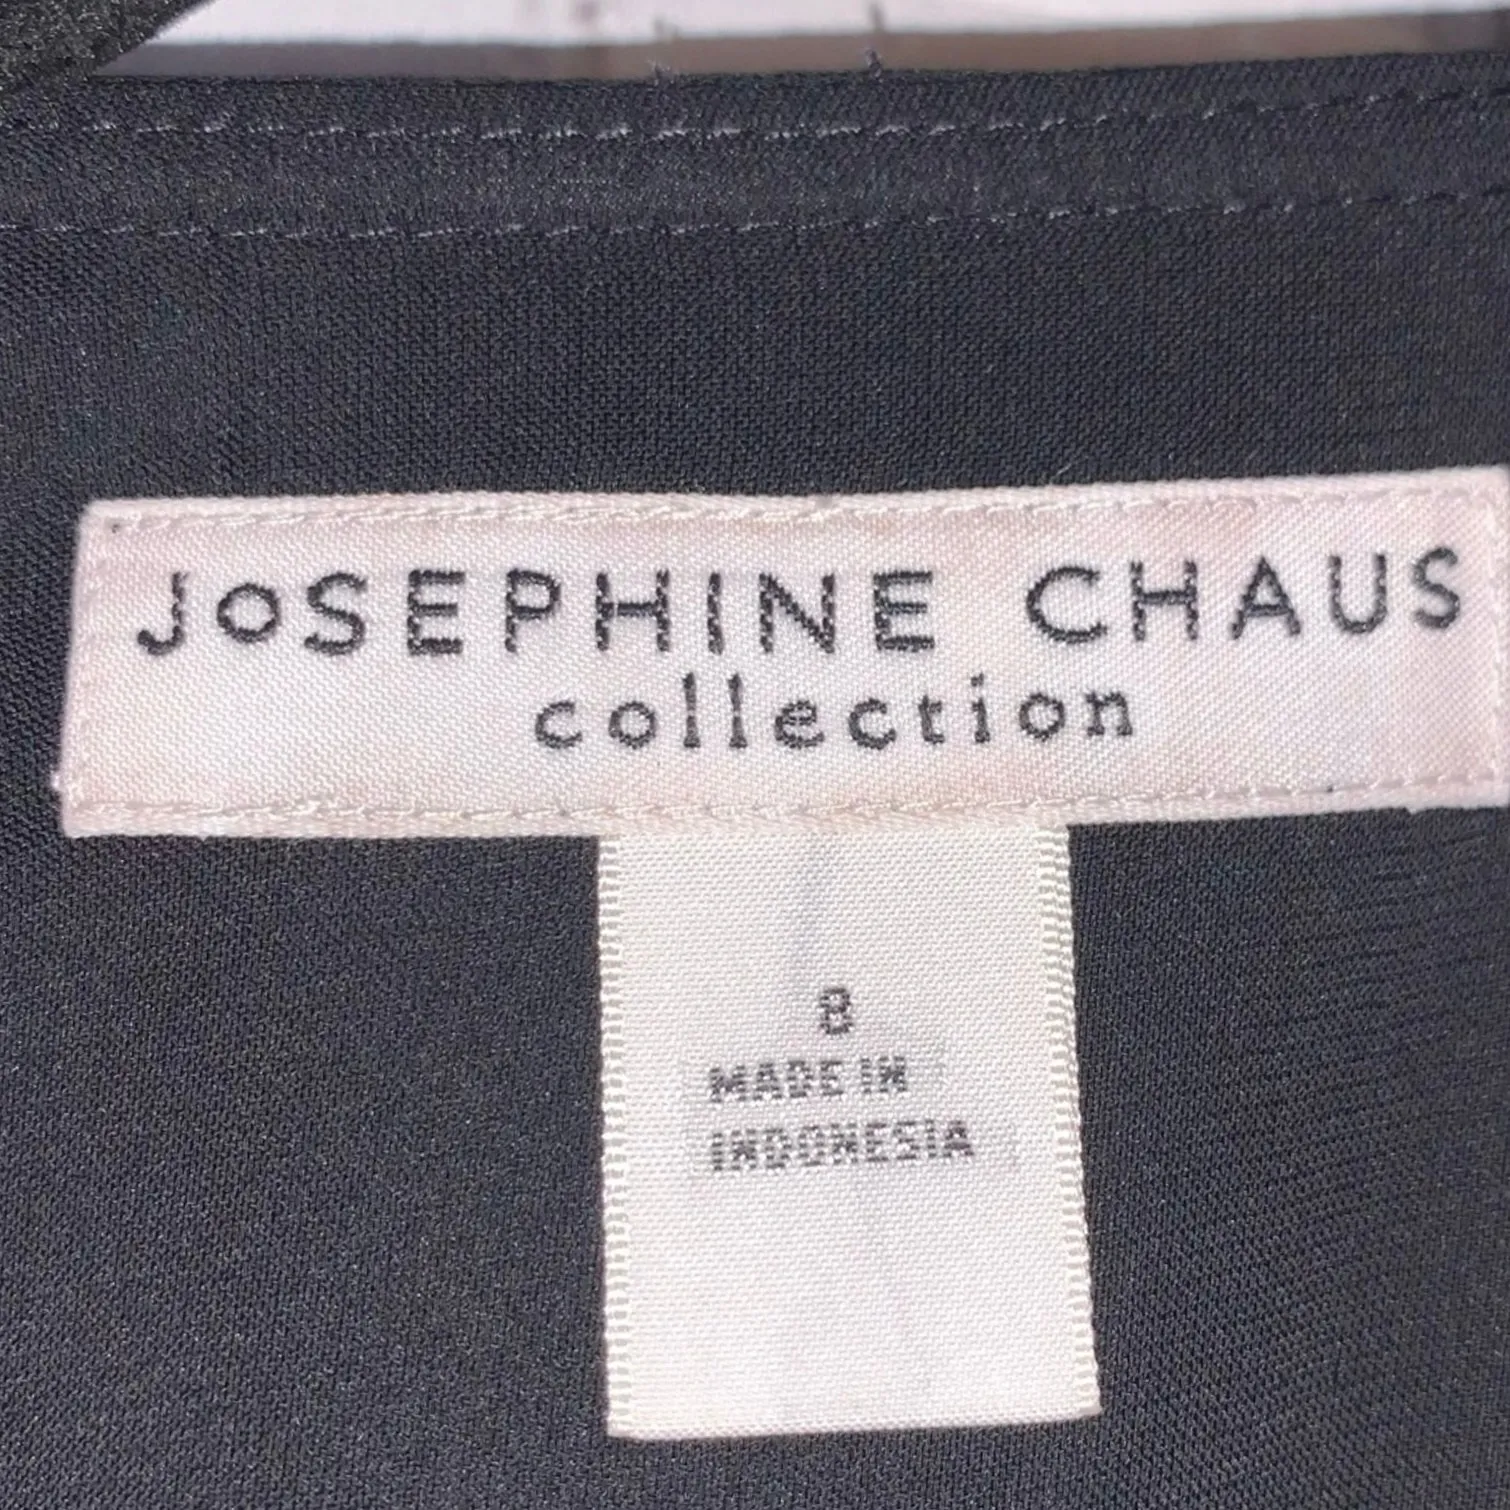 JoSEPHINE CHAUS
collection
8
MADE IN
INDONESIA